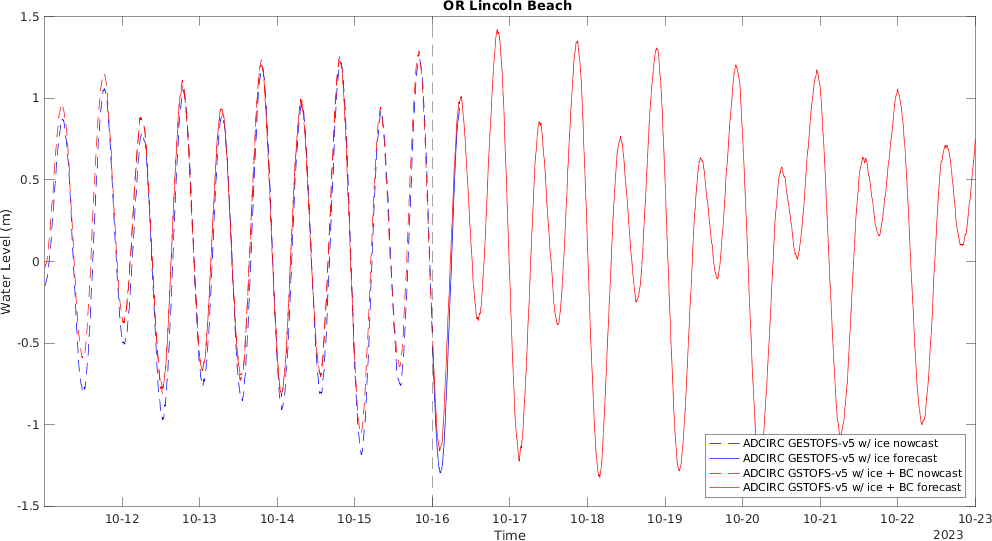 OR Lincoln Beach
1.5
1
0.5
0
-0.5
-1
-1.5
Water Level (m)
ADCIRC GESTOFS-v5 w/ ice nowcast
ADCIRC GESTOFS-v5 w/ ice forecast
ADCIRC GSTOFS-v5 w/ ice + BC nowcast
ADCIRC GSTOFS-v5 w/ ice + BC forecast
10-12 10-13 10-14 10-15 10-16 10-17 10-18 10-19 10-20 10-21 10-22 10-23
Time
2023